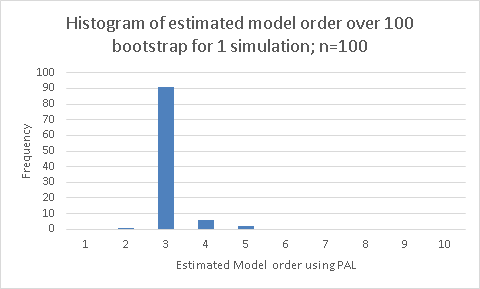 Histogram of estimated model order over 100
bootstrap for 1 simulation; n=100
100
90
80
70
60
50
40
30
20
10
0
Frequency
1 2 3 4 5 6 7 8 9 10
Estimated Model order using PAL